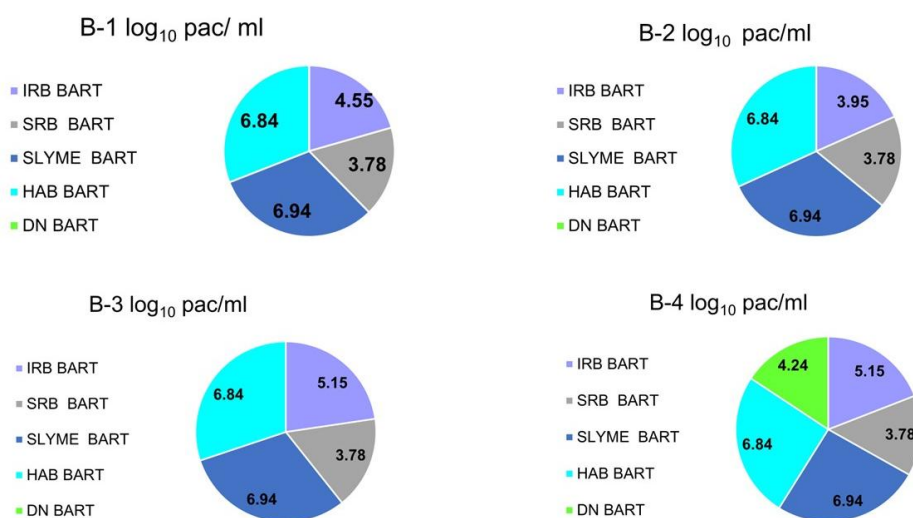 B-1 log₁₀ pac/ ml
IRB BART
SRB BART
SLYME BART
HAB BART
DN BART
4.55
3.78
6.94
6.84
B-2 log₁₀ pac/ml
IRB BART
SRB BART
SLYME BART
HAB BART
DN BART
3.95
3.78
6.94
6.84
B-3 log₁₀ pac/ml
IRB BART
SRB BART
SLYME BART
HAB BART
DN BART
5.15
3.78
6.94
6.84
B-4 log₁₀ pac/ml
IRB BART
SRB BART
SLYME BART
HAB BART
DN BART
5.15
3.78
6.94
6.84
4.24